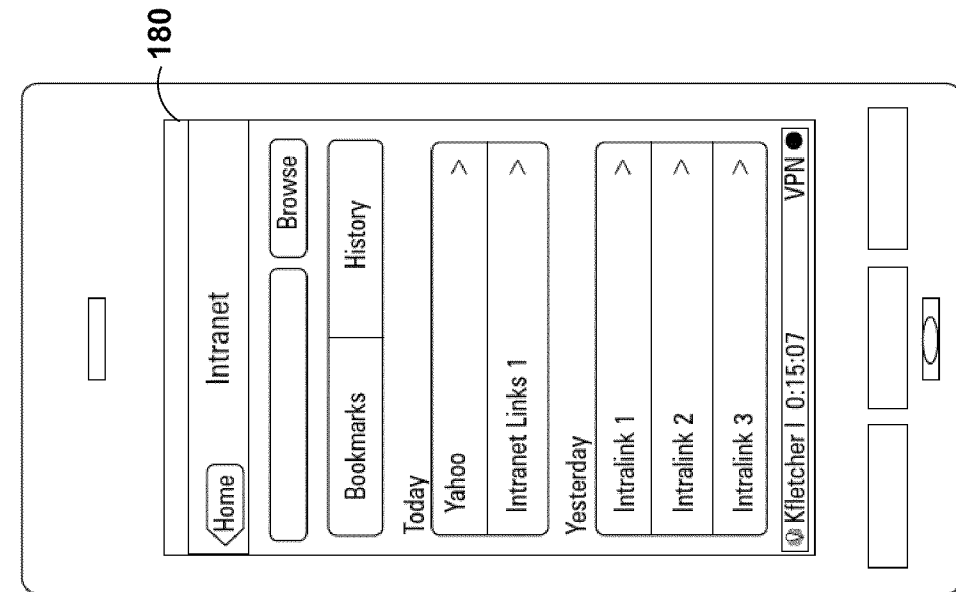 180
Home Intranet
Browse
Bookmarks History
Today
Yahoo >
Intranet Links 1 >
Yesterday
Intralink 1 >
Intralink 2 >
Intralink 3 >
Kfletcher | 0:15:07 VPN